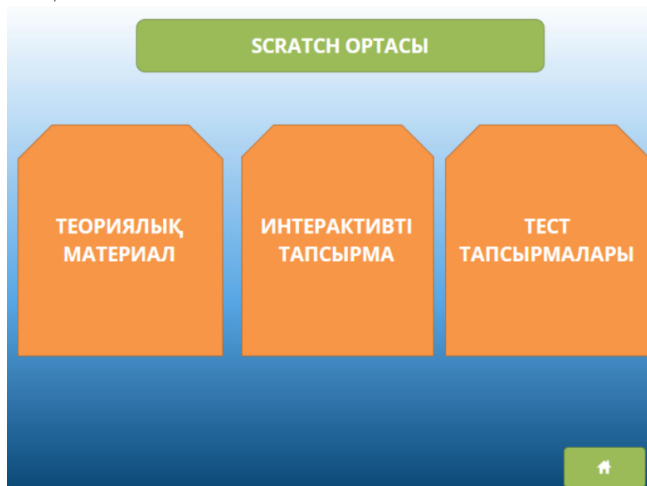 SCRATCH ОРТАСЫ
ТЕОРИЯЛЫҚ
МАТЕРИАЛ
ИНТЕРАКТИВТІ
ТАПСЫРМА
ТЕСТ
ТАПСЫРМАЛАРЫ